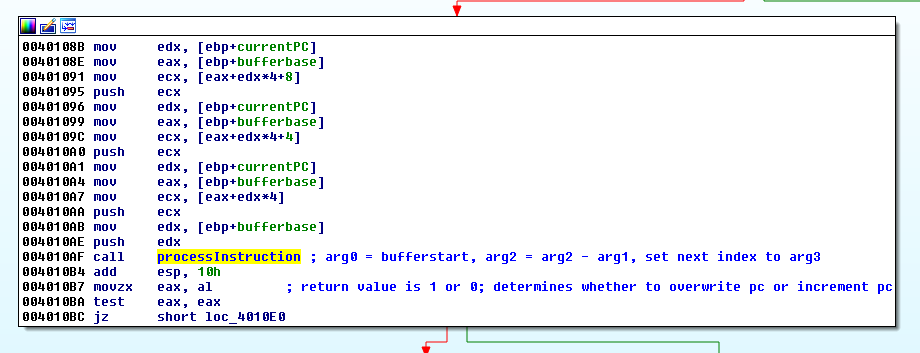 0040108B mov edx, [ebp+currentPC]
0040108E mov eax, [ebp+bufferbase]
00401091 mov ecx, [eax+edx*4+8]
00401095 push ecx
00401096 mov edx, [ebp+currentPC]
00401099 mov eax, [ebp+bufferbase]
0040109C mov ecx, [eax+edx*4+4]
004010A0 push ecx
004010A1 mov edx, [ebp+currentPC]
004010A4 mov eax, [ebp+bufferbase]
004010A7 mov ecx, [eax+edx*4]
004010AA push ecx
004010AB mov edx, [ebp+bufferbase]
004010AE push edx
004010AF call processInstruction ; arg0 = bufferstart, arg2 = arg2 - arg1, set next index to arg3
004010B4 add esp, 10h
004010B7 movzx eax, al ; return value is 1 or 0; determines whether to overwrite pc or increment pc
004010BA test eax, eax
004010BC jz short loc_4010E0